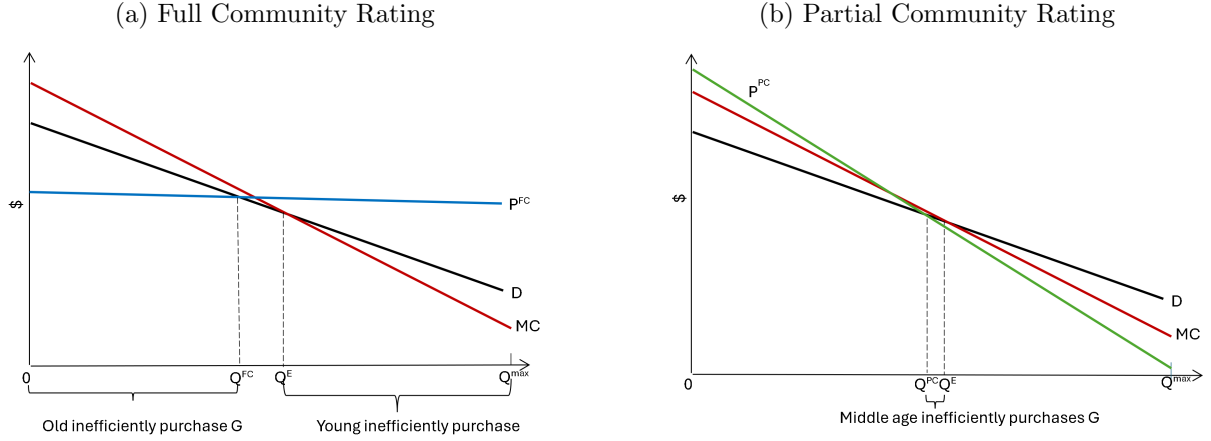 (a) Full Community Rating
(b) Partial Community Rating
$
P^FC
D
MC
0
Q^FC
Q^E
Q^max
Old inefficiently purchase G
Young inefficiently purchase
$
P^PC
D
MC
0
Q^PC
Q^E
Q^max
Middle age inefficiently purchases G